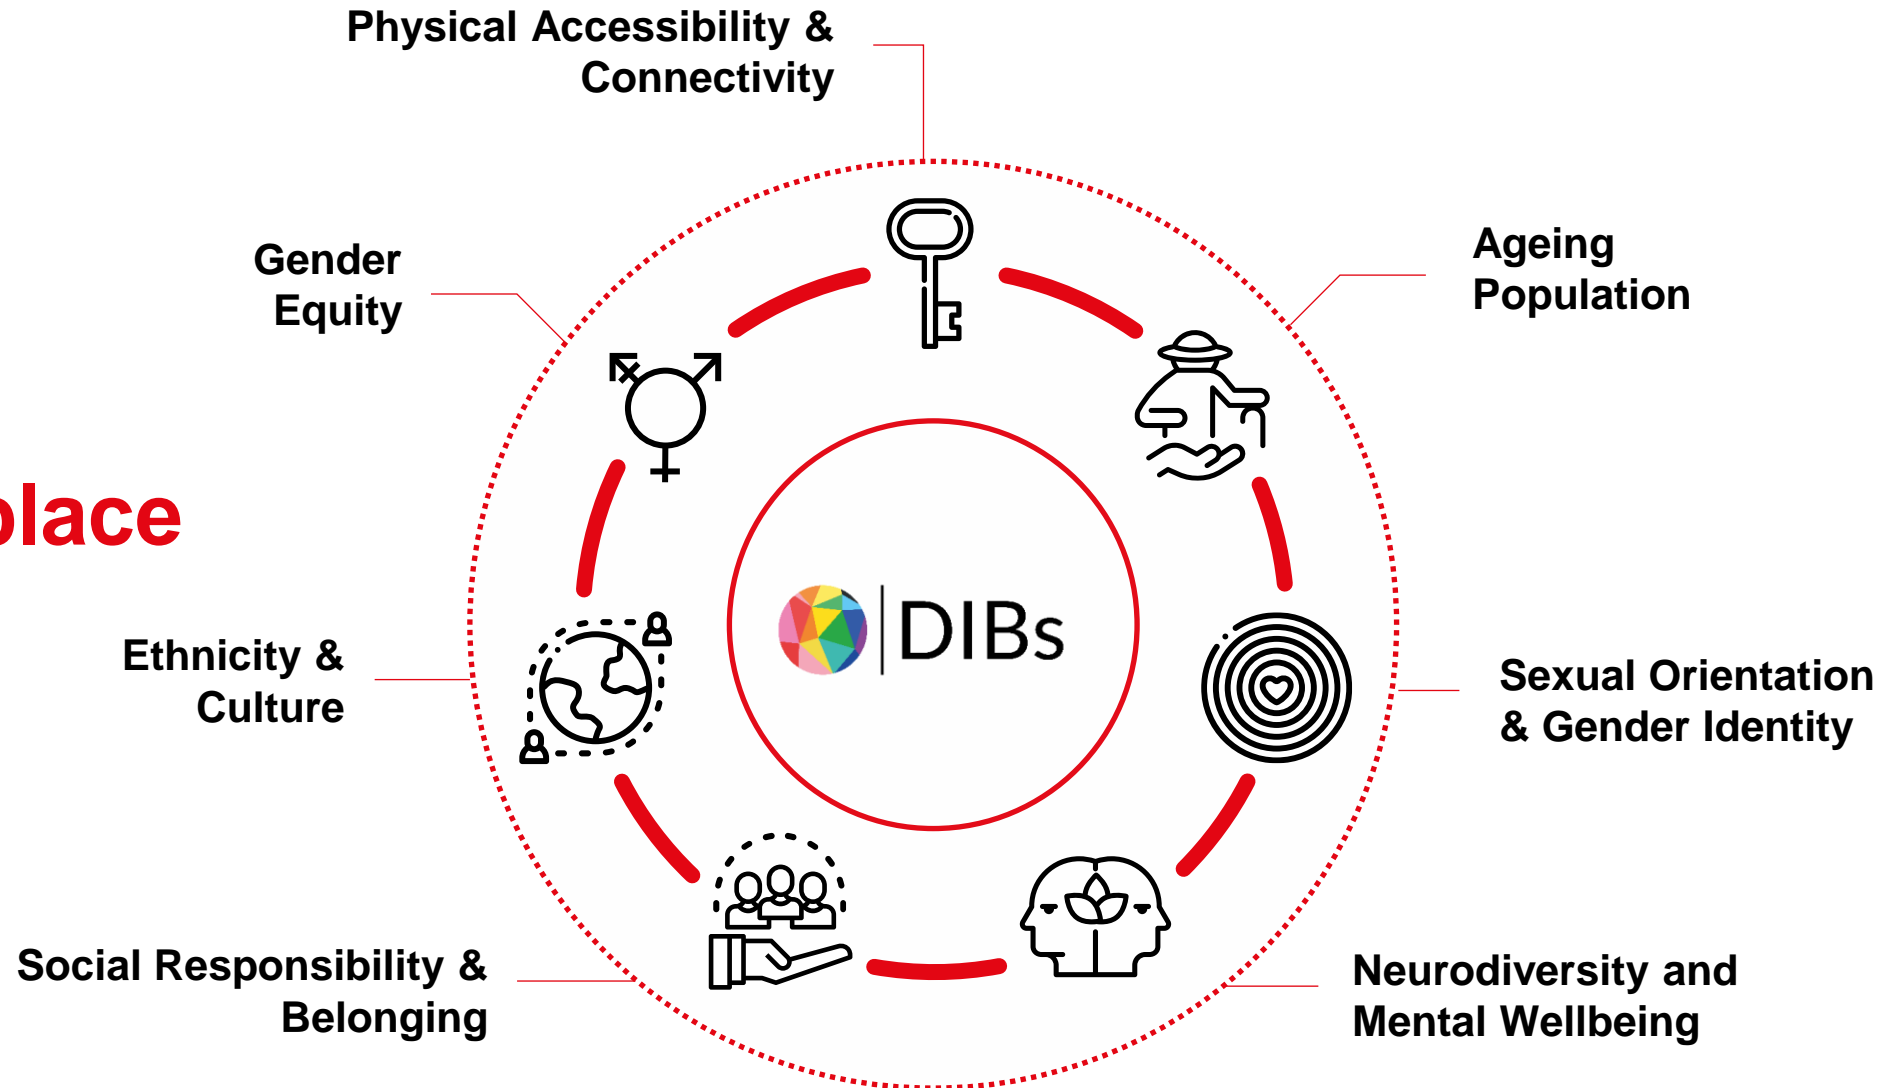 Physical Accessibility &
Connectivity
Gender
Equity
Ageing
Population
place
DIBs
Ethnicity &
Culture
Sexual Orientation
& Gender Identity
Social Responsibility &
Belonging
Neurodiversity and
Mental Wellbeing